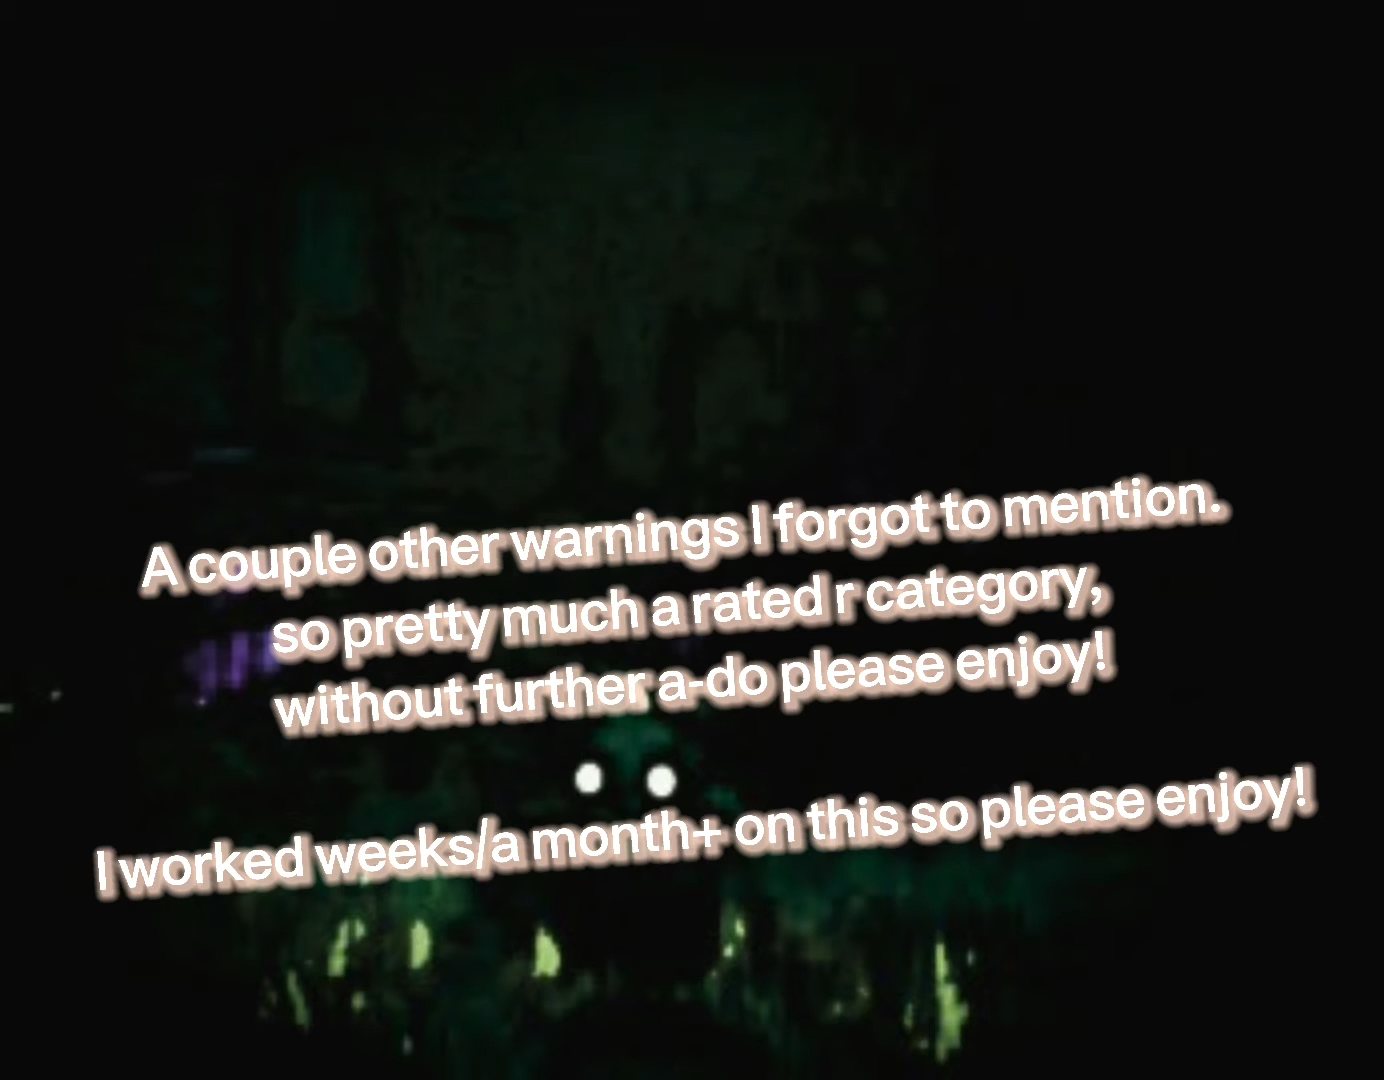 A couple other warnings I forgot to mention.
so pretty much a rated r category,
without further a-do please enjoy!
I worked weeks/a month+ on this so please enjoy!